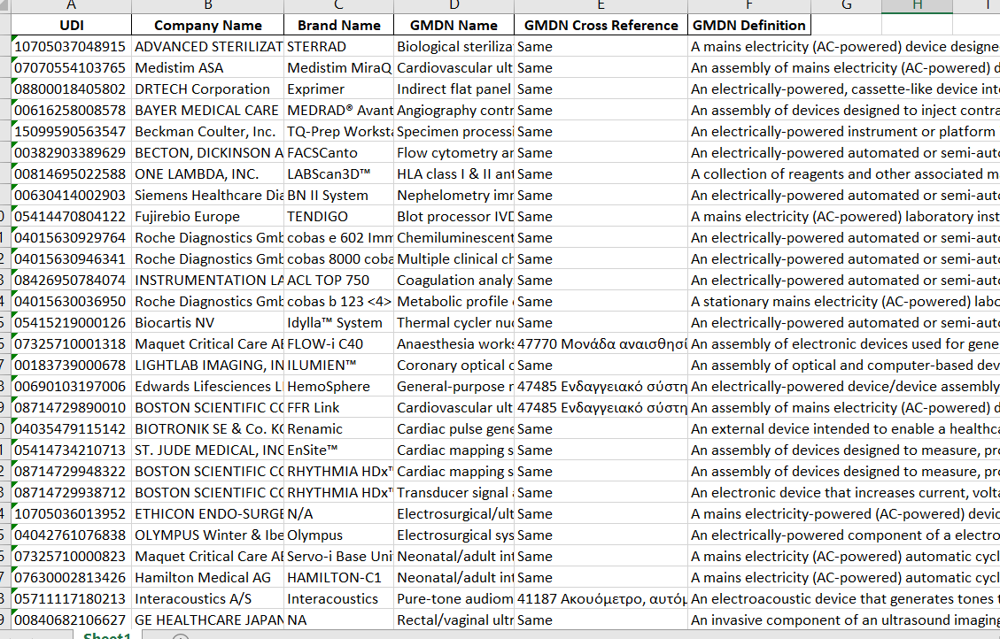 A B C D E F G H
UDI Company Name Brand Name GMDN Name GMDN Cross Reference GMDN Definition
10705037048915 ADVANCED STERILIZAT STERRAD Biological steriliza Same A mains electricity (AC-powered) device designe
07070554103765 Medistim ASA Medistim MiraQ Cardiovascular ult Same An assembly of mains electricity (AC-powered) d
08800018405802 DRTECH Corporation Exprimer Indirect flat panel Same An electrically-powered, cassette-like device int
00616258008578 BAYER MEDICAL CARE MEDRAD® Avant Angiography contr Same An assembly of devices designed to inject contra
15099590563547 Beckman Coulter, Inc. TQ-Prep Worksta Specimen processi Same An electrically-powered instrument or platform
00382903389629 BECTON, DICKINSON A FACSCanto Flow cytometry an Same An electrically-powered automated or semi-aut
00814695022588 ONE LAMBDA, INC. LABScan3D™ HLA class I & II ant Same A collection of reagents and other associated m
00630414002903 Siemens Healthcare Dia BN II System Nephelometry imm Same An electrically-powered automated or semi-aut
05414470804122 Fujirebio Europe TENDIGO Blot processor IVD Same A mains electricity (AC-powered) laboratory inst
04015630929764 Roche Diagnostics Gmb cobas e 602 Imm Chemiluminescent Same An electrically-powered automated or semi-aut
04015630946341 Roche Diagnostics Gmb cobas 8000 coba Multiple clinical ch Same An electrically-powered automated or semi-aut
08426950784074 INSTRUMENTATION LA ACL TOP 750 Coagulation analy Same An electrically-powered automated or semi-aut
04015630036950 Roche Diagnostics Gmb cobas b 123 <4> Metabolic profile Same A stationary mains electricity (AC-powered) labo
05415219000126 Biocartis NV Idylla™ System Thermal cycler nu Same An electrically-powered automated or semi-aut
07325710001318 Maquet Critical Care AB FLOW-i C40 Anaesthesia works 47770 Μονάδα αναισθησί An assembly of electronic devices used for gene
00183739000678 LIGHTLAB IMAGING, IN ILUMIEN™ Coronary optical c Same An assembly of optical and computer-based dev
00690103197006 Edwards Lifesciences L HemoSphere General-purpose m 47485 Ενδαγγειακό σύστη An electrically-powered device/device assembly
08714729890010 BOSTON SCIENTIFIC CO FFR Link Cardiovascular ult 47485 Ενδαγγειακό σύστη An assembly of mains electricity (AC-powered) d
04035479115142 BIOTRONIK SE & Co. KG Renamic Cardiac pulse gene Same An external device intended to enable a healthca
05414734210713 ST. JUDE MEDICAL, INC EnSite™ Cardiac mapping s Same An assembly of devices designed to measure, pro
08714729948322 BOSTON SCIENTIFIC CO RHYTHMIA HDx™ Cardiac mapping s Same An assembly of devices designed to measure, pro
08714729938712 BOSTON SCIENTIFIC CO RHYTHMIA HDx™ Transducer signal Same An electronic device that increases current, volta
10705036013952 ETHICON ENDO-SURGE N/A Electrosurgical/ult Same A mains electricity-powered (AC-powered) devic
04042761076838 OLYMPUS Winter & Ibe Olympus Electrosurgical sys Same An electrically-powered component of a electro
07325710000823 Maquet Critical Care AB Servo-i Base Uni Neonatal/adult int Same A mains electricity (AC-powered) automatic cycl
07630002813426 Hamilton Medical AG HAMILTON-C1 Neonatal/adult int Same A mains electricity (AC-powered) automatic cycl
05711117180213 Interacoustics A/S Interacoustics Pure-tone audiom 41187 Ακουόμετρο, αυτόμ An electroacoustic device that generates tones t
00840682106627 GE HEALTHCARE JAPAN NA Rectal/vaginal ultr Same An invasive component of an ultrasound imaging
Sheet1